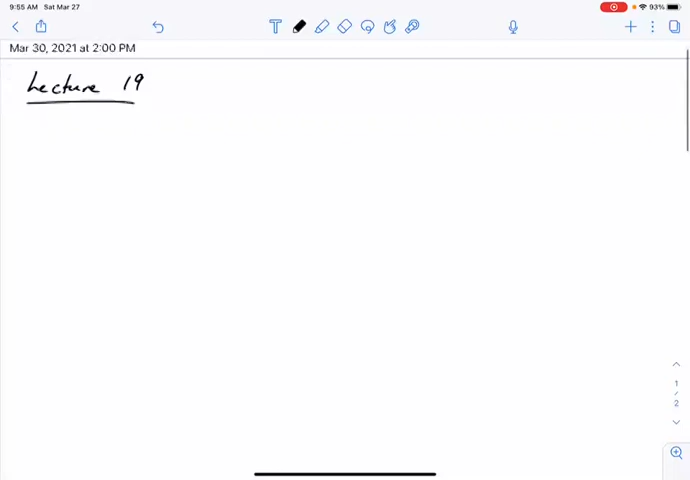 9:55 AM Sat Mar 27
93%
T
Mar 30, 2021 at 2:00 PM
Lecture 19
1
/
2